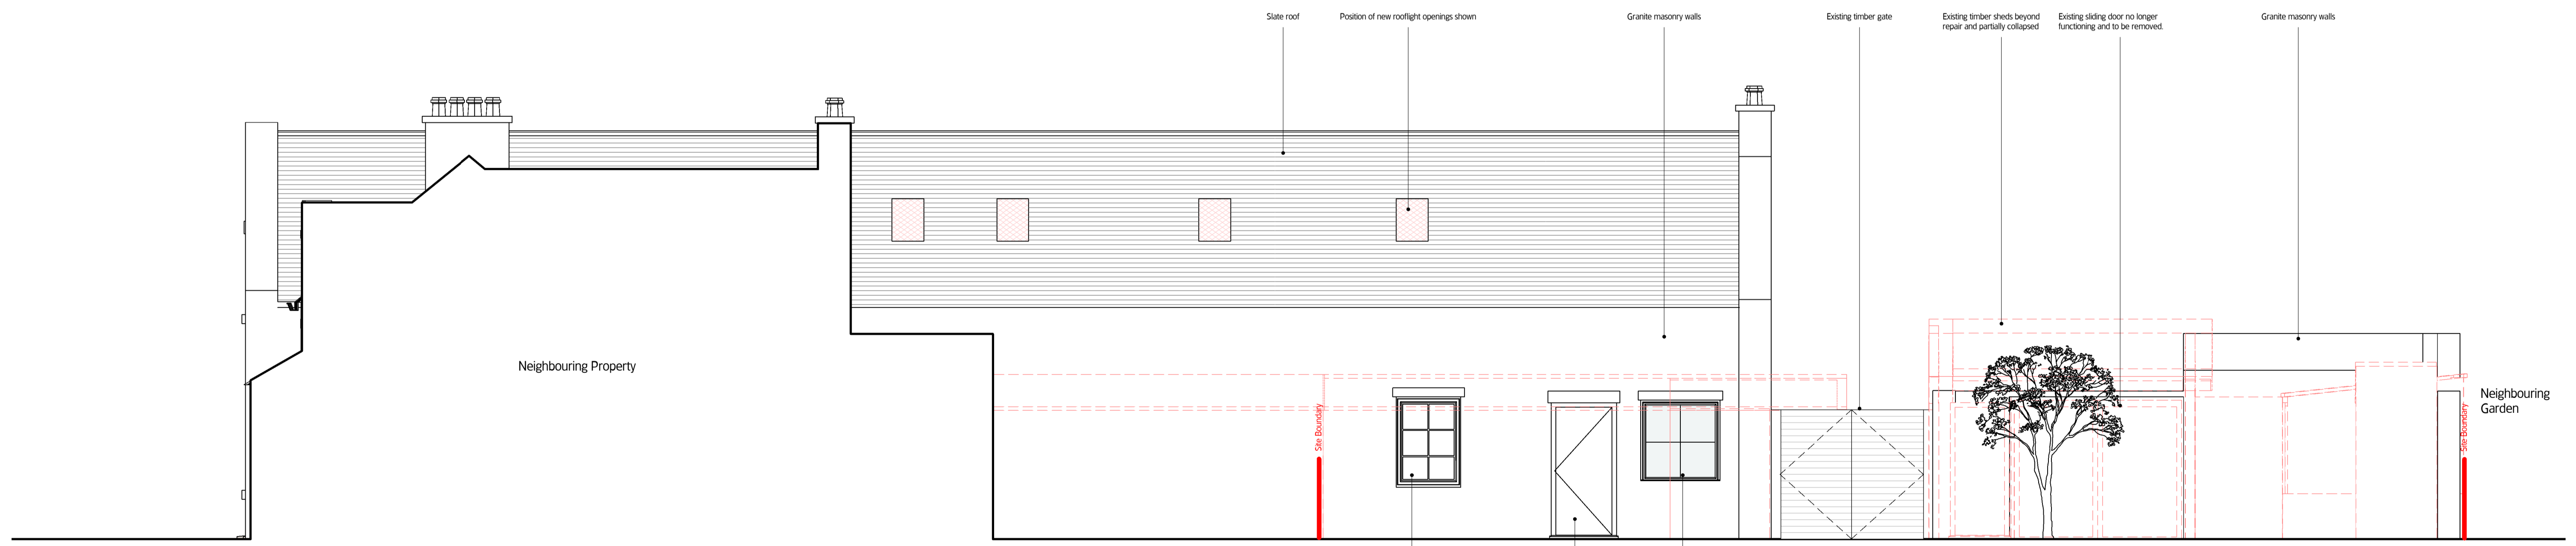 Slate roof
Position of new rooflight openings shown
Granite masonry walls
Existing timber gate
Existing timber sheds beyond
repair and partially collapsed
Existing sliding door no longer
functioning and to be removed.
Granite masonry walls
Neighbouring Property
Site Boundary
Site Boundary
Neighbouring
Garden